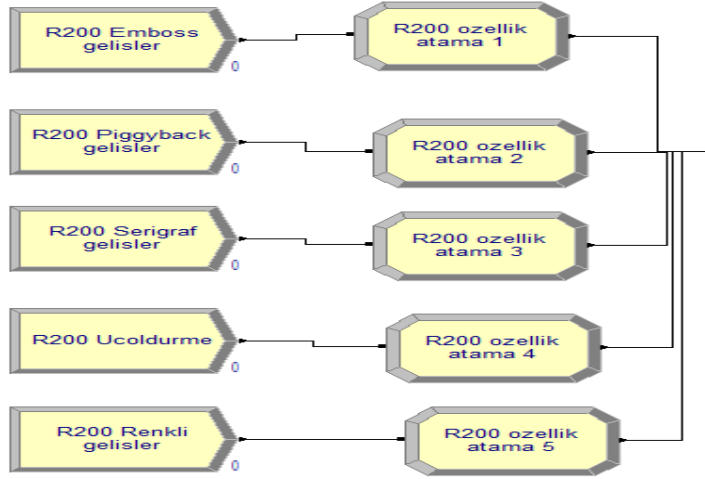 R200 Emboss
gelisler
0
R200 ozellik
atama 1
R200 Piggyback
gelisler
0
R200 ozellik
atama 2
R200 Serigraf
gelisler
0
R200 ozellik
atama 3
R200 Ucoldurme
0
R200 ozellik
atama 4
R200 Renkli
gelisler
0
R200 ozellik
atama 5